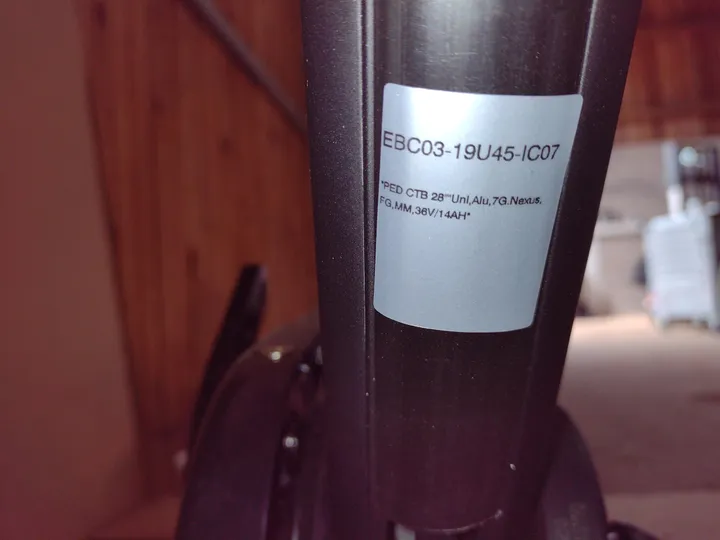 EBC03-19U45-IC07
"PED CTB 28""Uni,Alu,7G.Nexus,
FG,MM,36V/14AH"